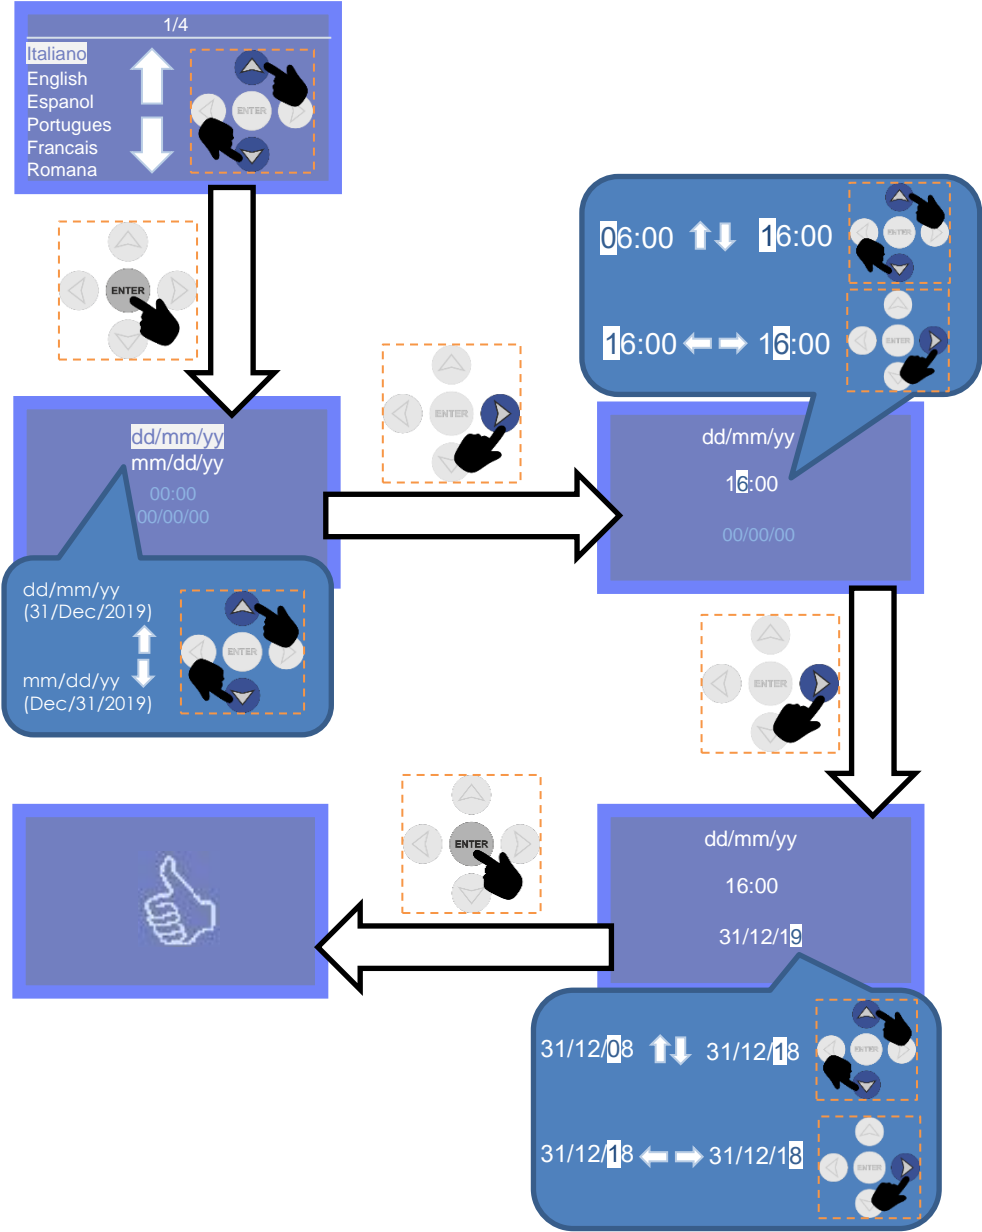 1/4
Italiano
English
Espanol
Portugues
Francais
Romana
ENTER
ENTER
06:00 16:00
ENTER
16:00 16:00
ENTER
ENTER
dd/mm/yy
mm/dd/yy
00:00
00/00/00
dd/mm/yy
16:00
00/00/00
dd/mm/yy
(31/Dec/2019)
mm/dd/yy
(Dec/31/2019)
ENTER
ENTER
ENTER
dd/mm/yy
16:00
31/12/19
31/12/08 31/12/18
ENTER
31/12/18 31/12/18
ENTER